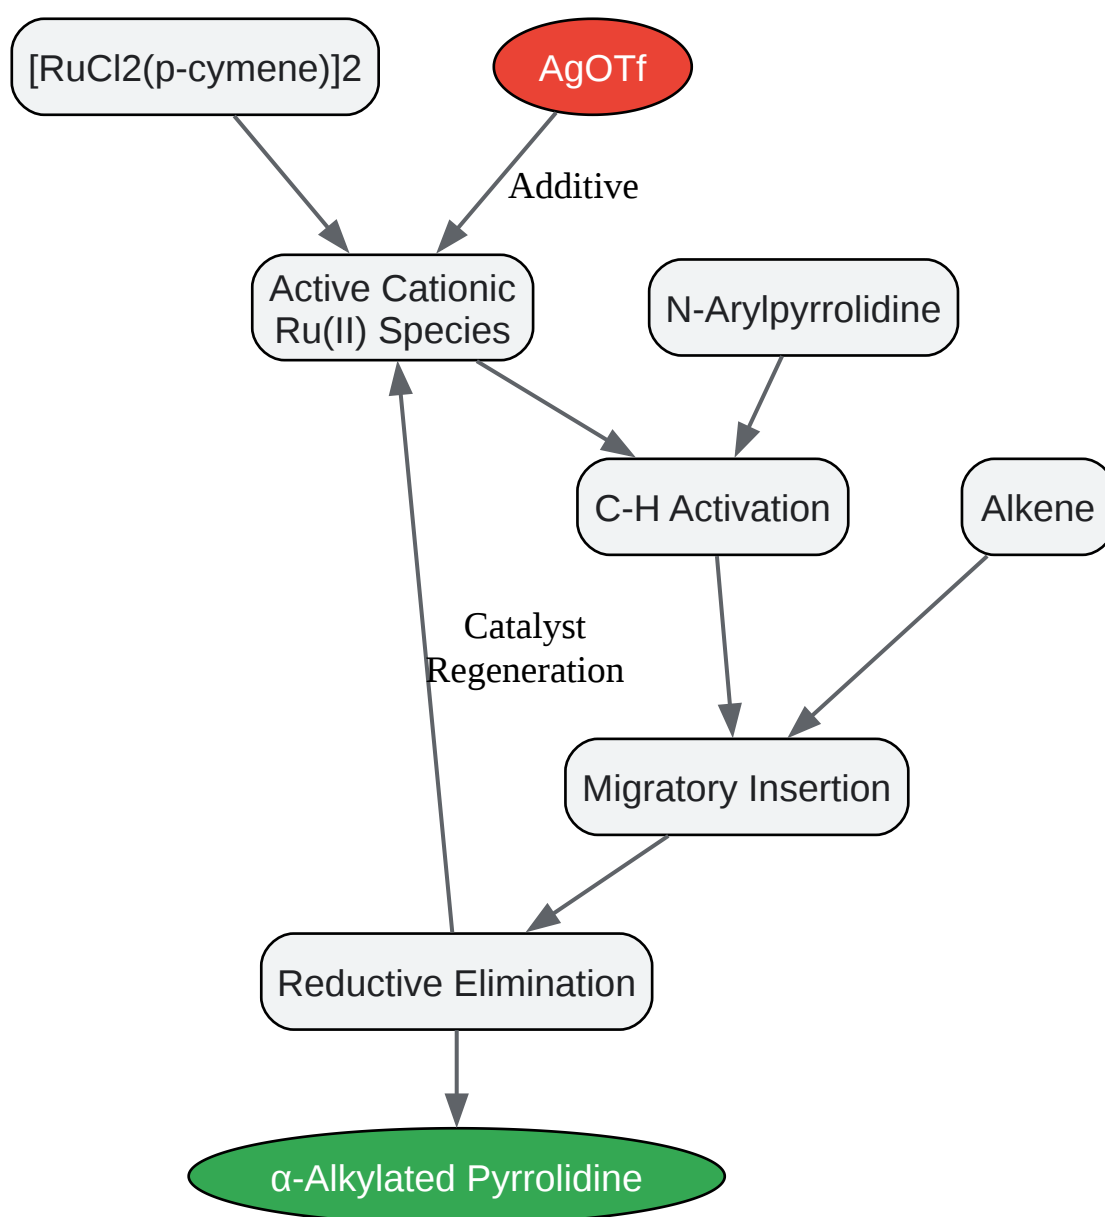 [RuCl2(p-cymene)]2
AgOTf
Additive
Active Cationic
Ru(II) Species
N-Arylpyrrolidine
C-H Activation
Alkene
Catalyst
Regeneration
Migratory Insertion
Reductive Elimination
α-Alkylated Pyrrolidine